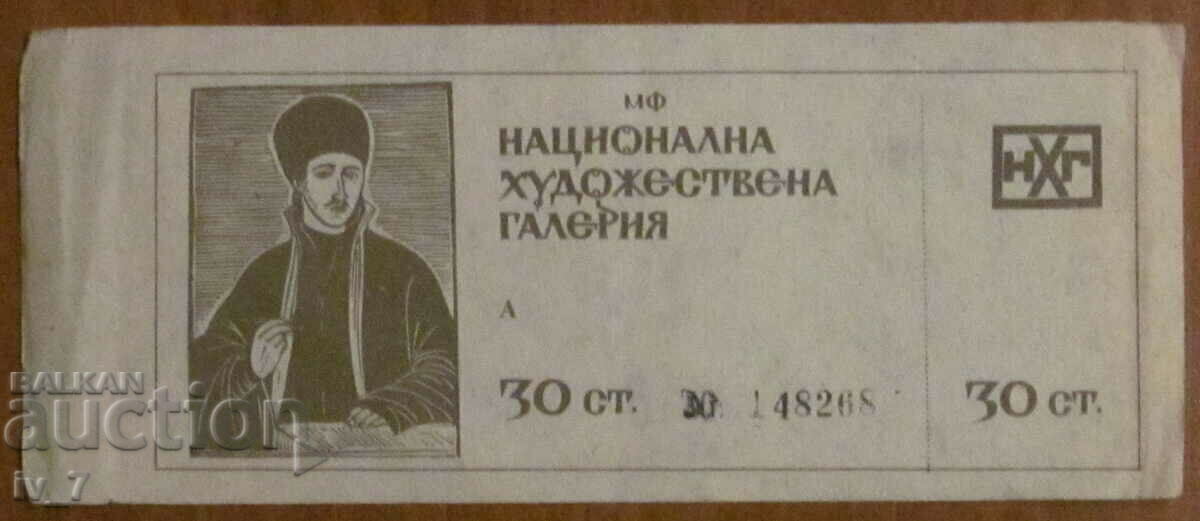 МФ
НАЦИОНАЛНА
ХУДОЖЕСТВЕНА
ГАЛЕРИЯ
НХГ
А
30 ст. № 148268
30 ст.
BALKAN
auction
iv_7